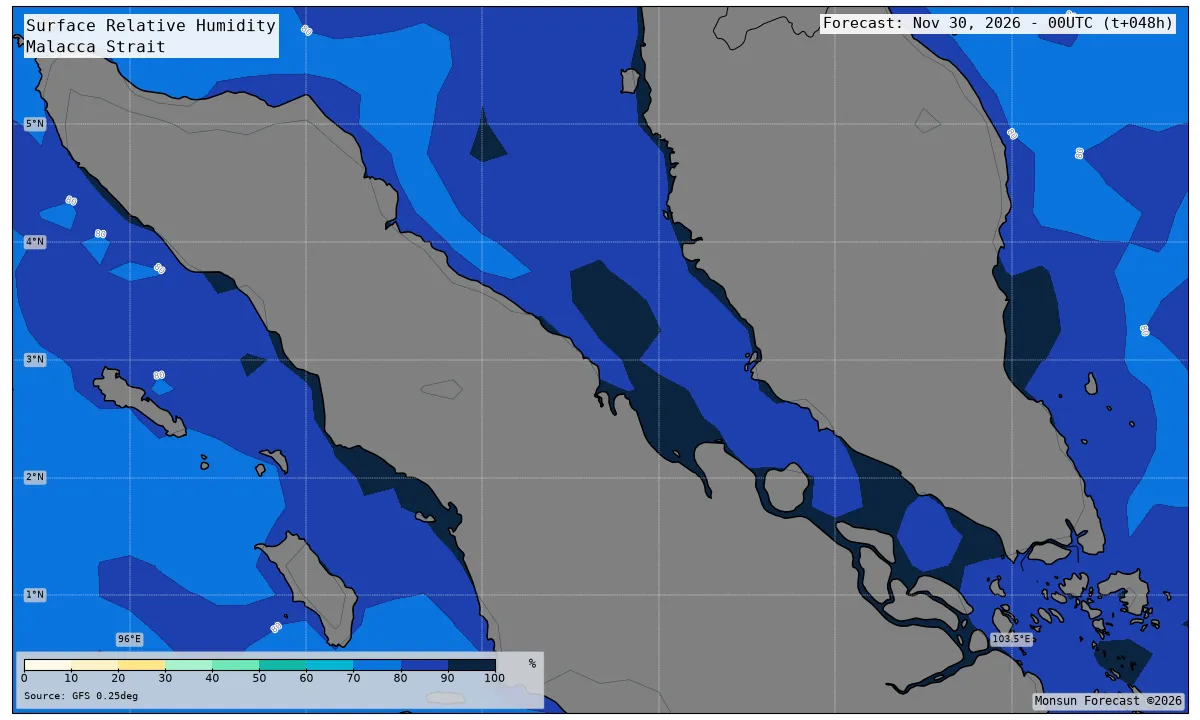 Surface Relative Humidity
Malacca Strait
Forecast: Nov 30, 2026 - 00UTC (t+048h)
80
80
80
5°N
80
80
4°N
80
80
80
3°N
80
2°N
1°N
80
96°E
103.5°E
%
0 10 20 30 40 50 60 70 80 90 100
Source: GFS 0.25deg
Monsun Forecast ©2026